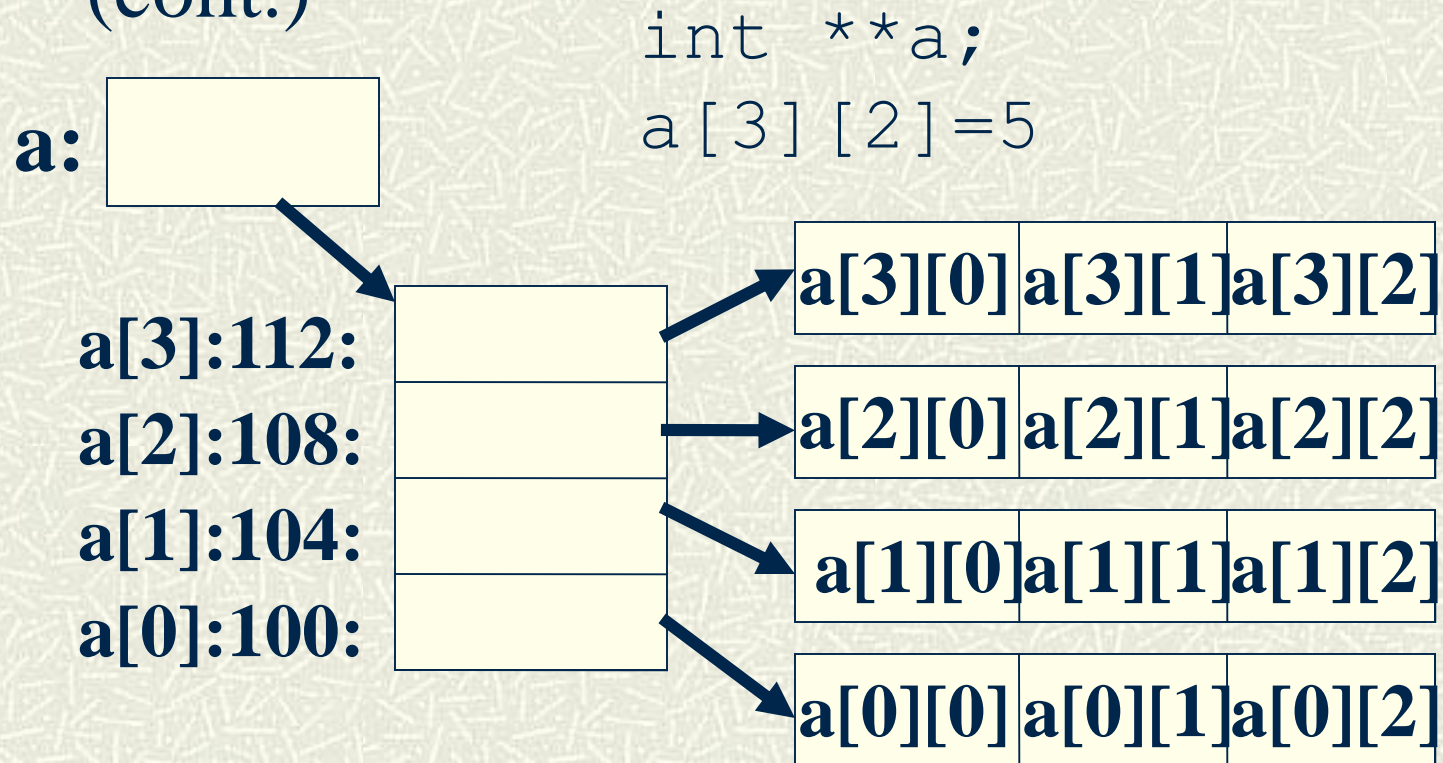 (cont.)
int **a;
a[3][2]=5
a:
a[3]:112:
a[2]:108:
a[1]:104:
a[0]:100:
a[3][0] a[3][1] a[3][2]
a[2][0] a[2][1] a[2][2]
a[1][0] a[1][1] a[1][2]
a[0][0] a[0][1] a[0][2]